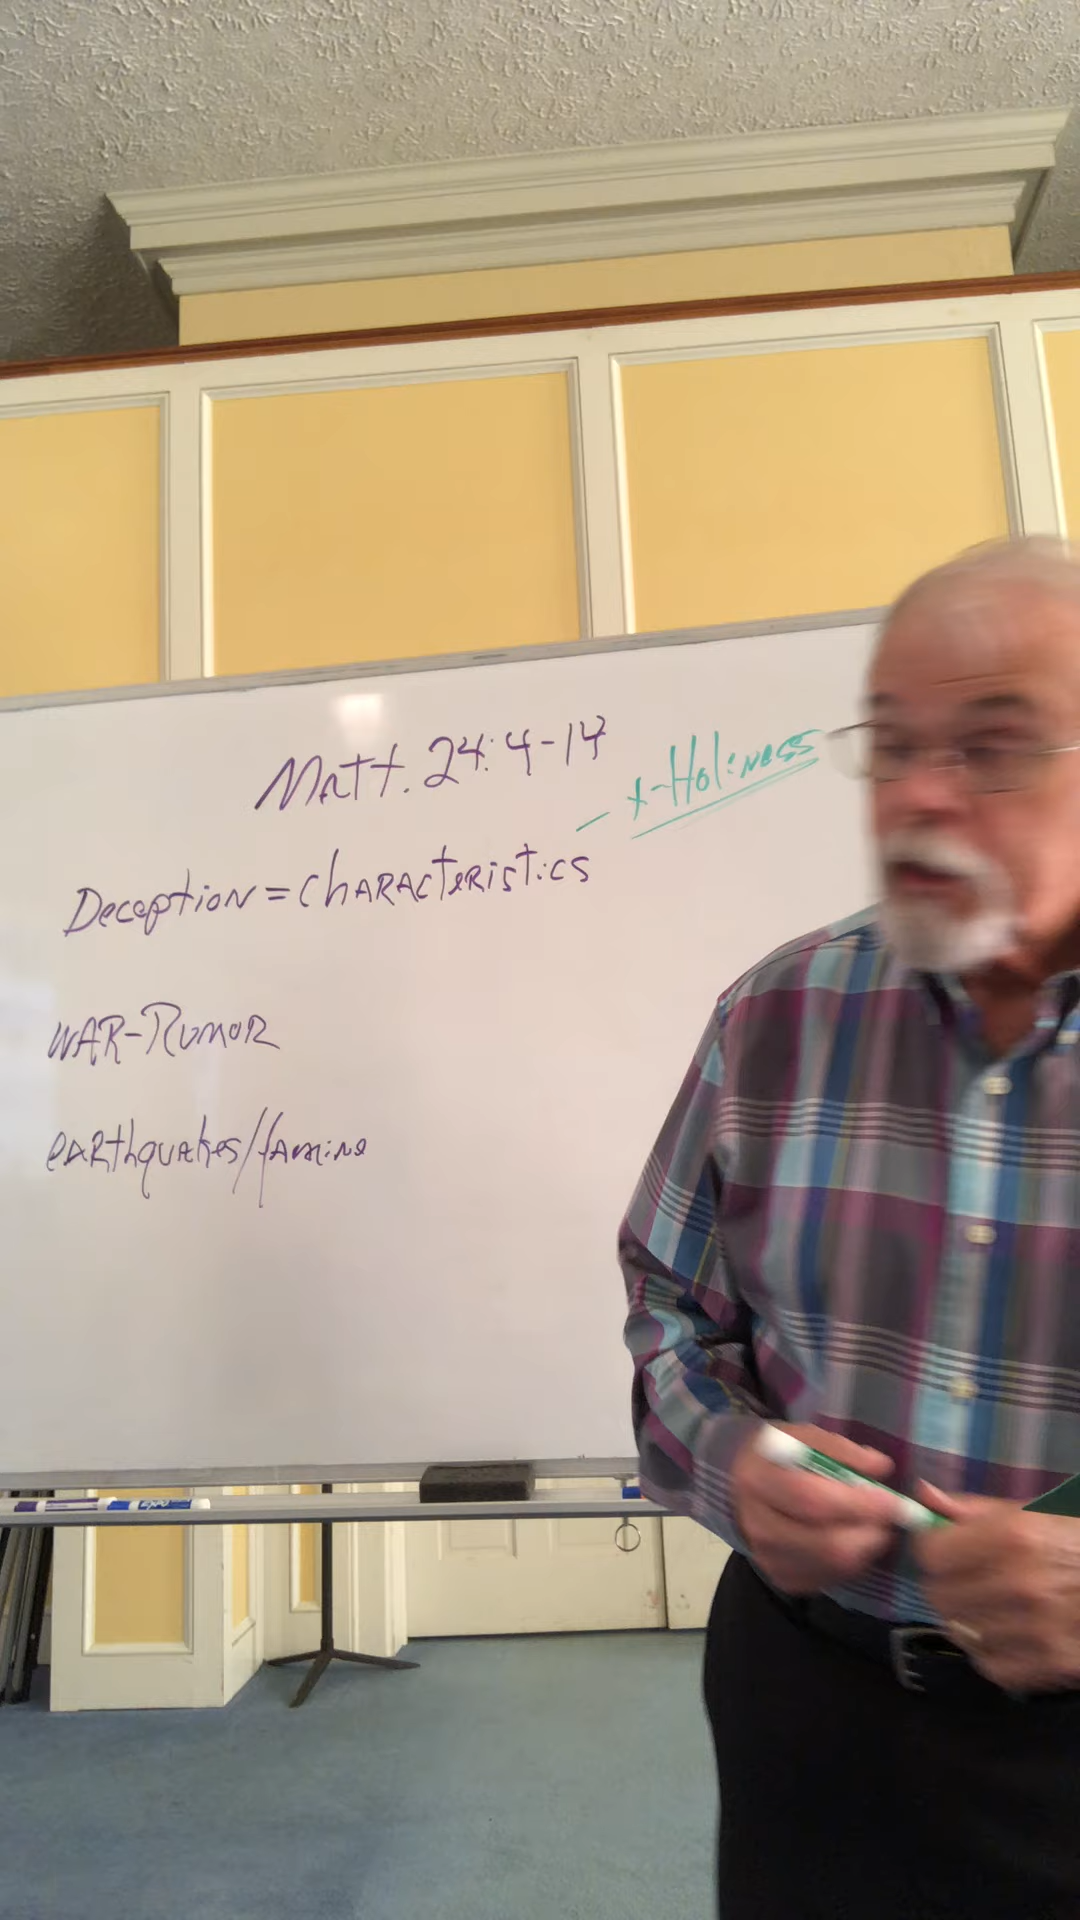 Matt. 24:4-14
- x-Holiness
Deception = characteristics
WAR-Rumor
earthquakes/famine